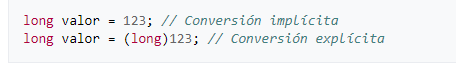 long valor = 123; // Conversión implícita
long valor = (long)123; // Conversión explícita